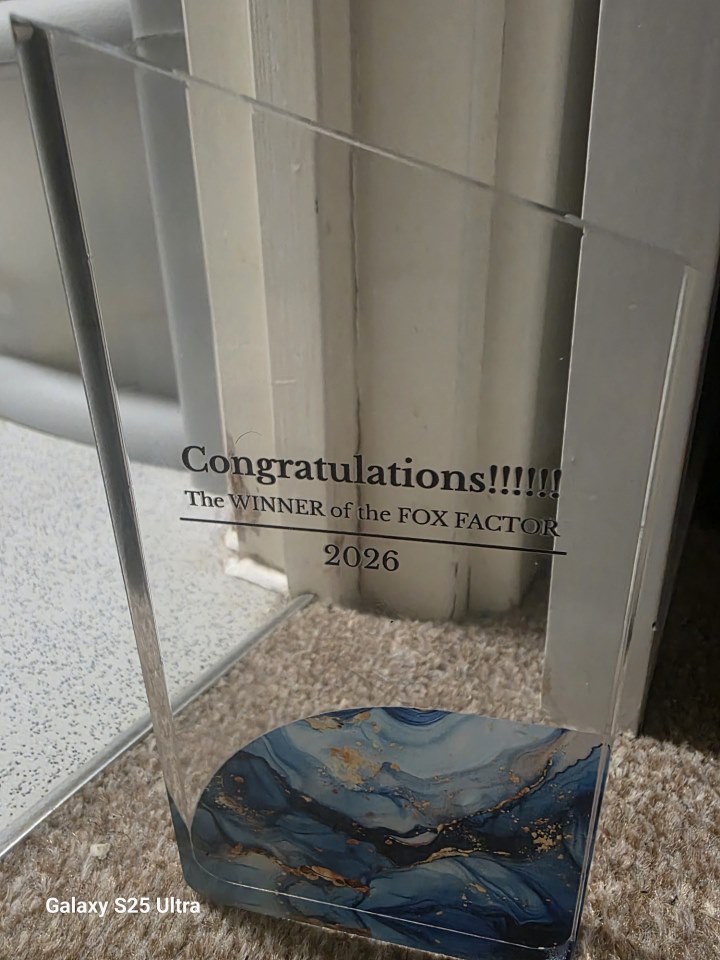 Congratulations!!!!!!
The WINNER of the FOX FACTOR
2026
Galaxy S25 Ultra